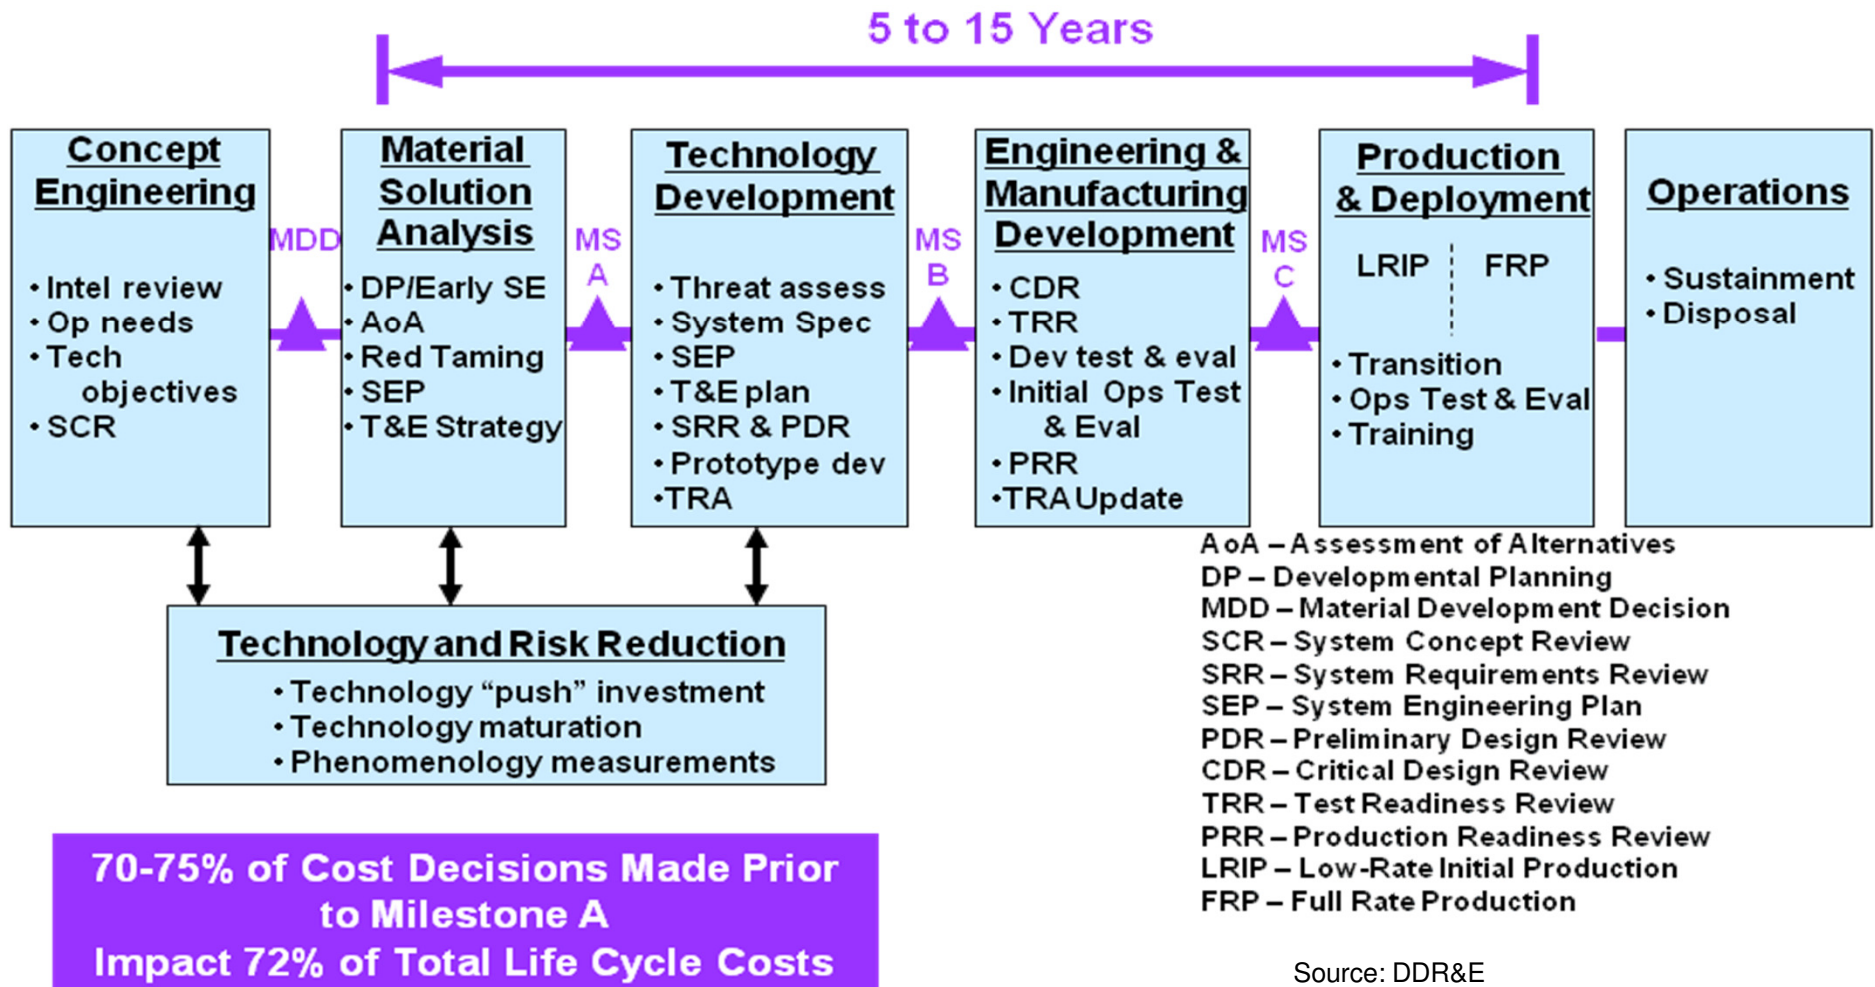 5 to 15 Years
Concept
Engineering
• Intel review
• Op needs
• Tech
objectives
• SCR
MDD
Material
Solution
Analysis
• DP/Early SE
• AoA
• Red Taming
• SEP
• T&E Strategy
MS
A
Technology
Development
• Threat assess
• System Spec
• SEP
• T&E plan
• SRR & PDR
• Prototype dev
•TRA
MS
B
Engineering &
Manufacturing
Development
• CDR
• TRR
• Dev test & eval
• Initial Ops Test
& Eval
• PRR
•TRA Update
MS
C
Production
& Deployment
LRIP FRP
• Transition
• Ops Test & Eval
• Training
Operations
• Sustainment
• Disposal
Technology and Risk Reduction
• Technology “push” investment
• Technology maturation
• Phenomenology measurements
70-75% of Cost Decisions Made Prior
to Milestone A
Impact 72% of Total Life Cycle Costs
AoA – Assessment of Alternatives
DP – Developmental Planning
MDD – Material Development Decision
SCR – System Concept Review
SRR – System Requirements Review
SEP – System Engineering Plan
PDR – Preliminary Design Review
CDR – Critical Design Review
TRR – Test Readiness Review
PRR – Production Readiness Review
LRIP – Low-Rate Initial Production
FRP – Full Rate Production
Source: DDR&E